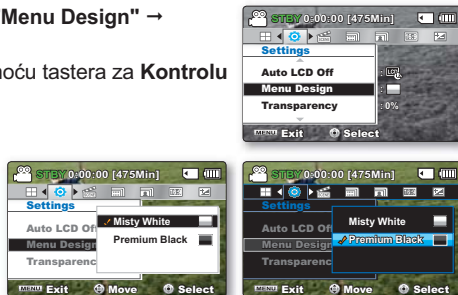 "Menu Design" →
noću tastera za Kontrolu
STBY 0:00:00 [475Min]
Settings
Auto LCD Off
Menu Design
Transparency : 0%
MENU Exit Select
STBY 0:00:00 [475Min]
Settings
Auto LCD Of
Menu Design
Transparenc
Misty White
Premium Black
MENU Exit Move Select
STBY 0:00:00 [475Min]
Settings
Auto LCD Of
Menu Design
Transparenc
Misty White
Premium Black
MENU Exit Move Select